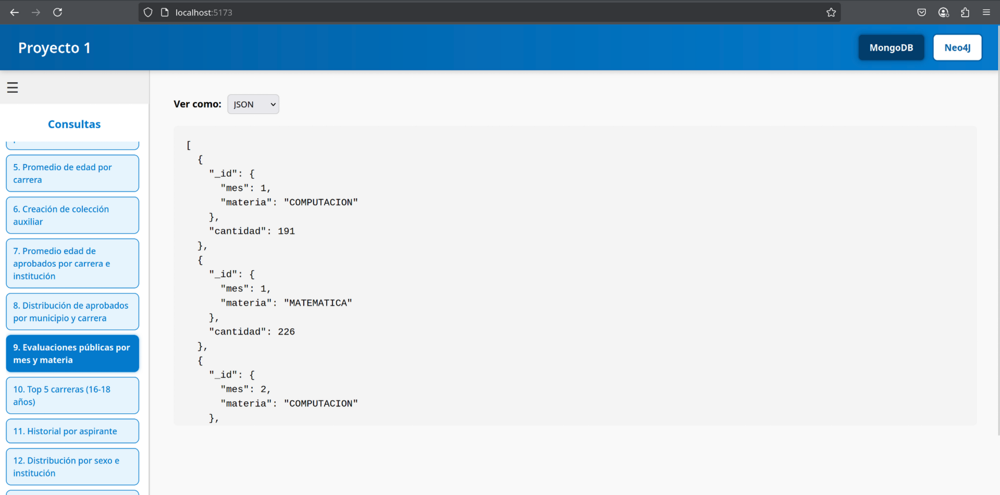 localhost:5173
Proyecto 1
MongoDB
Neo4J
☰
Consultas
5. Promedio de edad por
carrera
6. Creación de colección
auxiliar
7. Promedio edad de
aprobados por carrera e
institución
8. Distribución de aprobados
por municipio y carrera
9. Evaluaciones públicas por
mes y materia
10. Top 5 carreras (16-18
años)
11. Historial por aspirante
12. Distribución por sexo e
institución
Ver como: JSON
[
  {
    "_id": {
      "mes": 1,
      "materia": "COMPUTACION"
    },
    "cantidad": 191
  },
  {
    "_id": {
      "mes": 1,
      "materia": "MATEMATICA"
    },
    "cantidad": 226
  },
  {
    "_id": {
      "mes": 2,
      "materia": "COMPUTACION"
    },